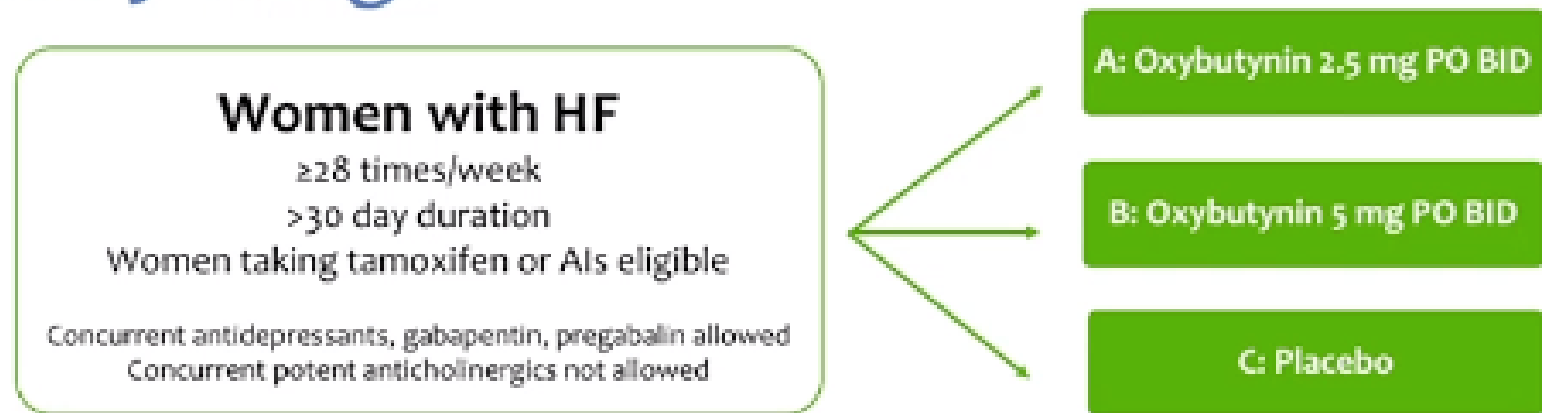 Women with HF
≥28 times/week
>30 day duration
Women taking tamoxifen or AIs eligible
Concurrent antidepressants, gabapentin, pregabalin allowed
Concurrent potent anticholinergics not allowed
A: Oxybutynin 2.5 mg PO BID
B: Oxybutynin 5 mg PO BID
C: Placebo